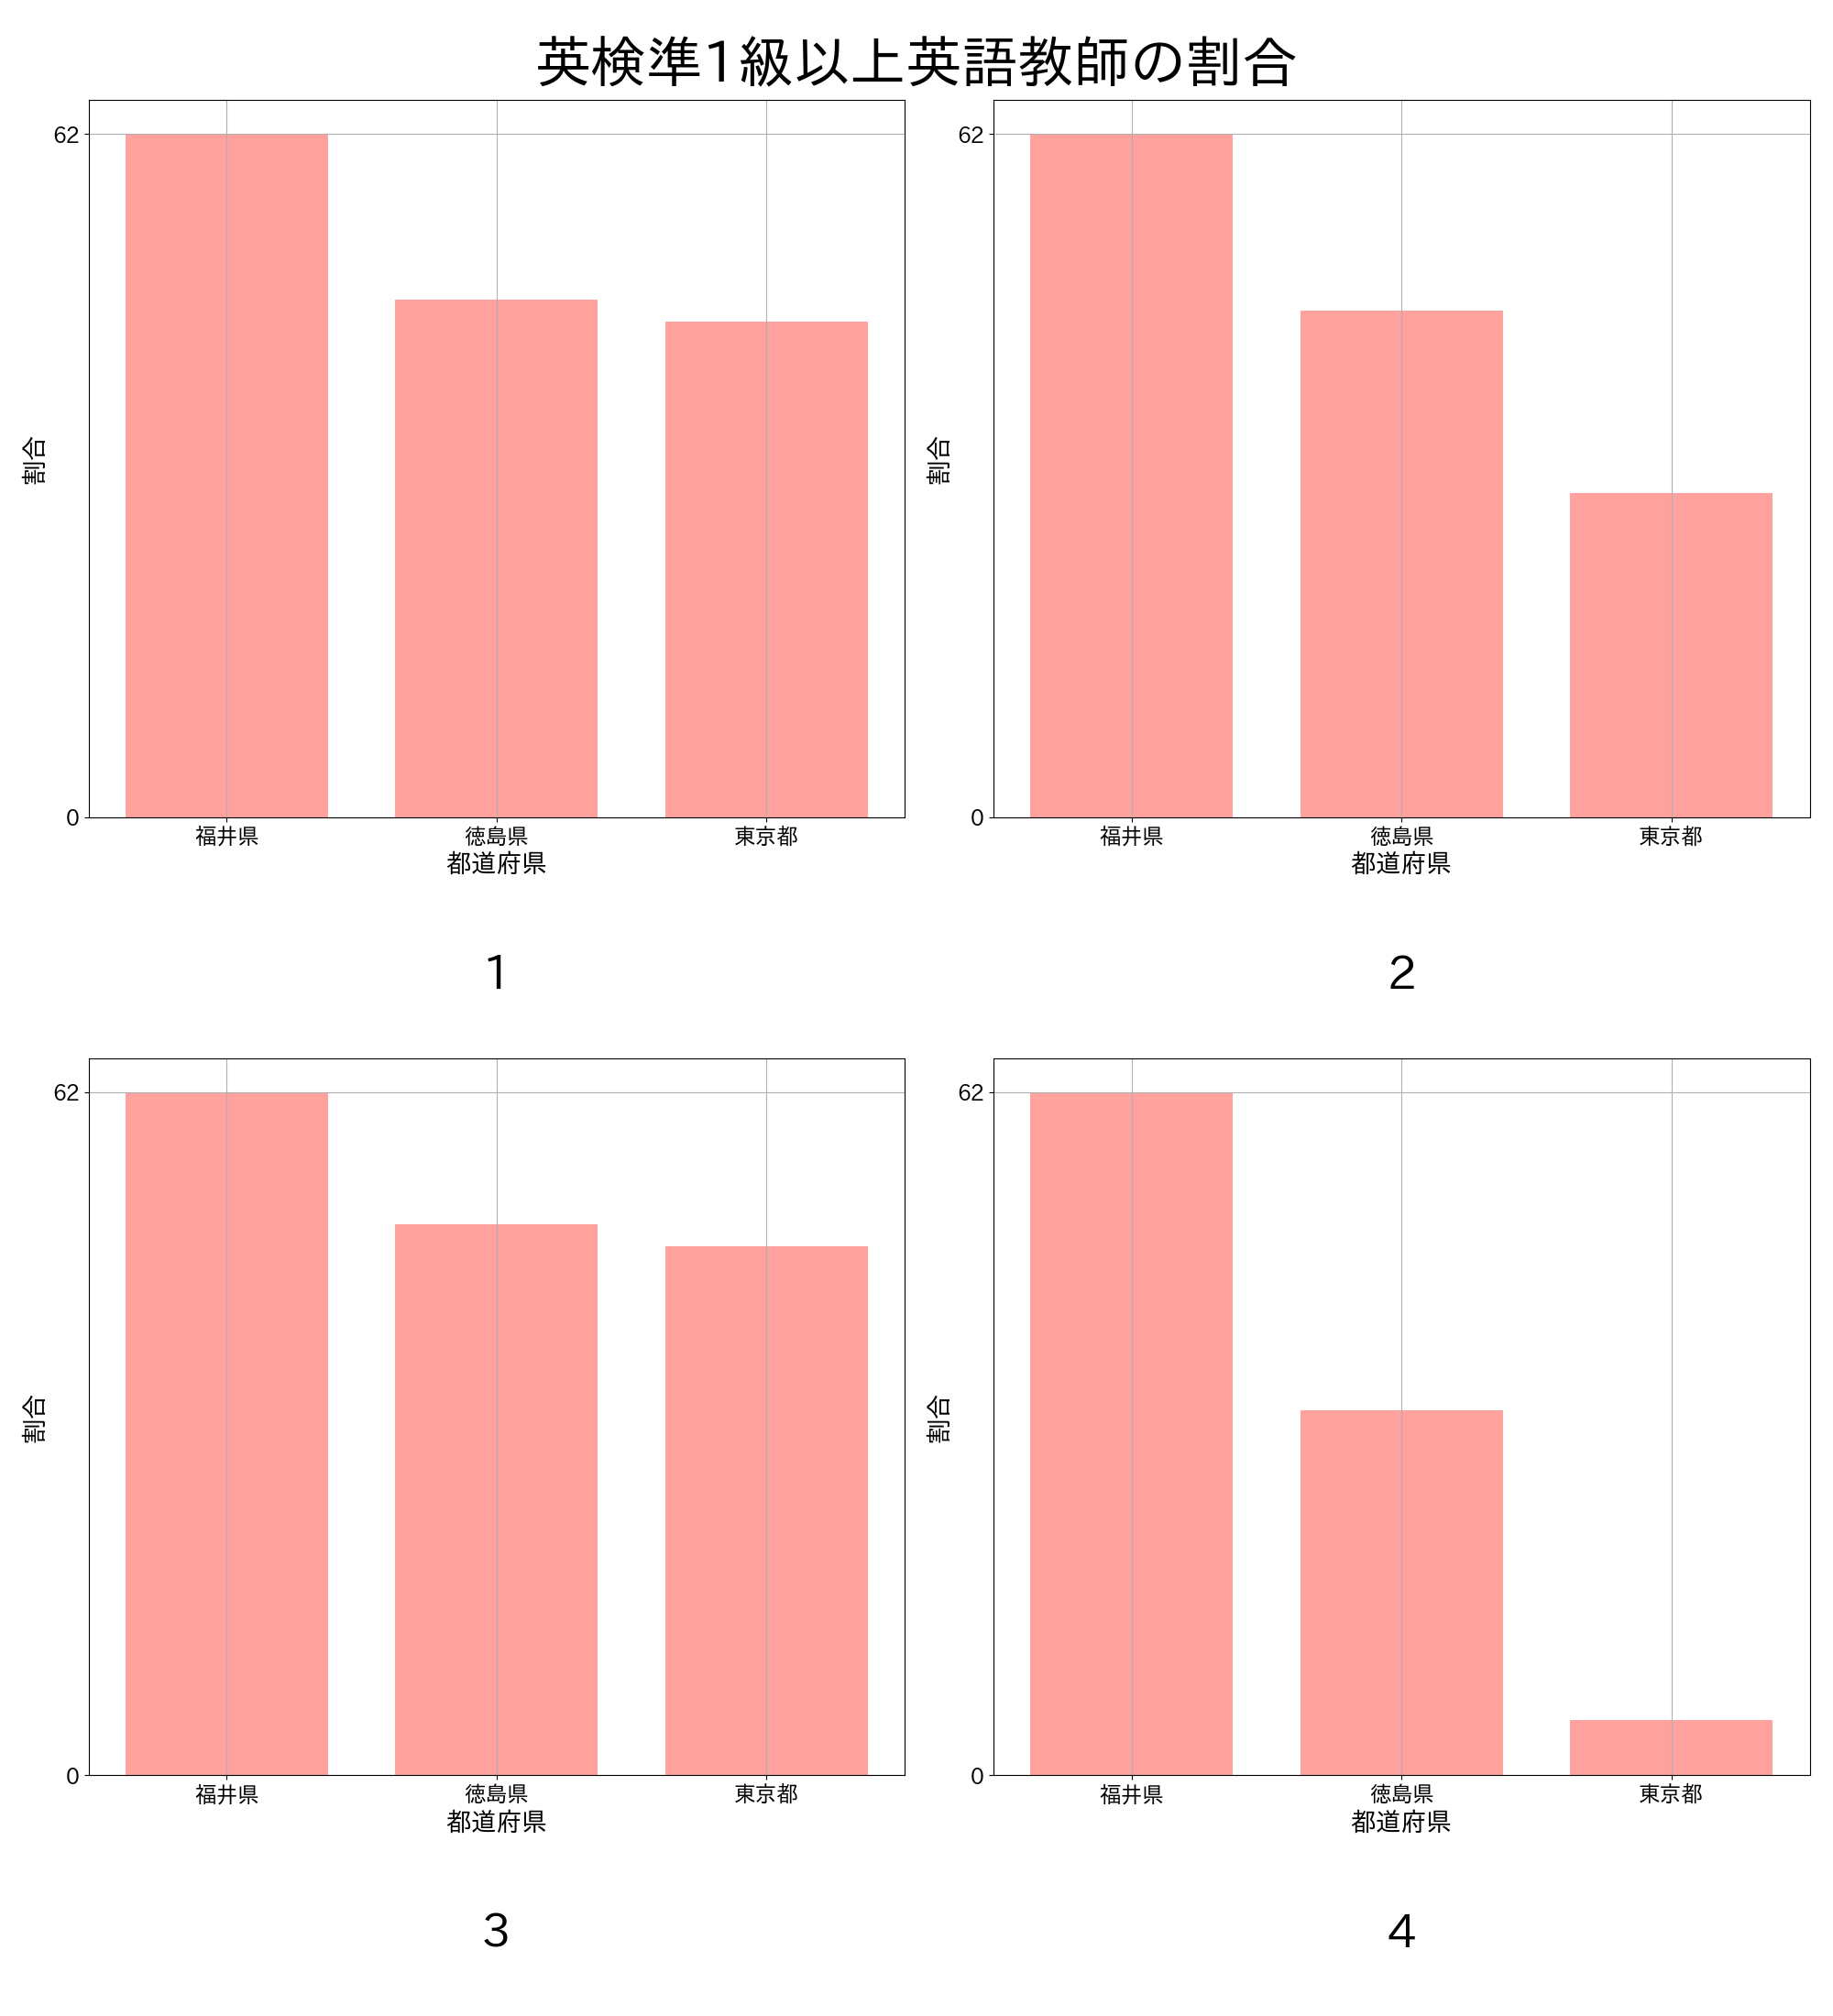 英検準1級以上英語教師の割合
62
0
割合
福井県 徳島県 東京都
都道府県
1
62
0
割合
福井県 徳島県 東京都
都道府県
2
62
0
割合
福井県 徳島県 東京都
都道府県
3
62
0
割合
福井県 徳島県 東京都
都道府県
4